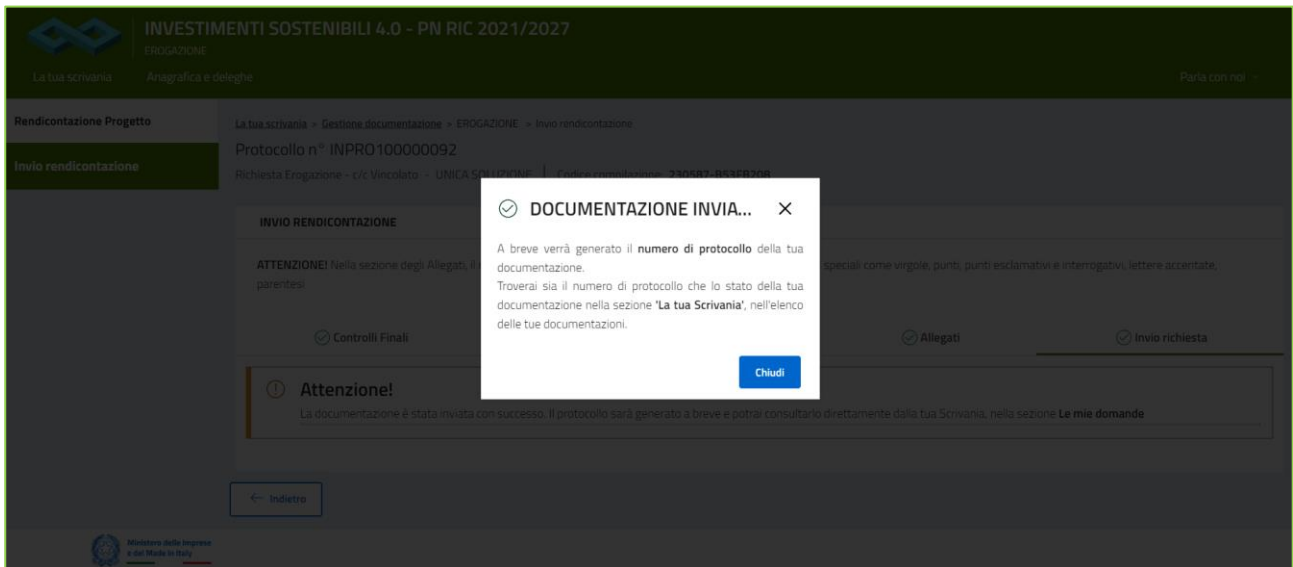 INVESTIMENTI SOSTENIBILI 4.0 - PN RIC 2021/2027
EROGAZIONE
La tua scrivania Anagrafica e deleghe Parla con noi
Rendicontazione Progetto
Invio rendicontazione
La tua scrivania » Gestione documentazione » EROGAZIONE » Invio rendicontazione
Protocollo n° INPRO100000092
Richiesta Erogazione - c/c Vincolato - UNICA SOLUZIONE | Codice compilazione: 230587-B53EB208
INVIO RENDICONTAZIONE
ATTENZIONE! Nella sezione degli Allegati, il speciali come virgole, punti, punti esclamativi e interrogativi, lettere accentate,
parentesi
Controlli Finali Allegati Invio richiesta
Attenzione!
La documentazione è stata inviata con successo. Il protocollo sarà generato a breve e potrai consultarlo direttamente dalla tua Scrivania, nella sezione Le mie domande
DOCUMENTAZIONE INVIA...
A breve verrà generato il numero di protocollo della tua
documentazione.
Troverai sia il numero di protocollo che lo stato della tua
documentazione nella sezione 'La tua Scrivania', nell'elenco
delle tue documentazioni.
Chiudi
← Indietro
Ministero delle Imprese
e del Made in Italy